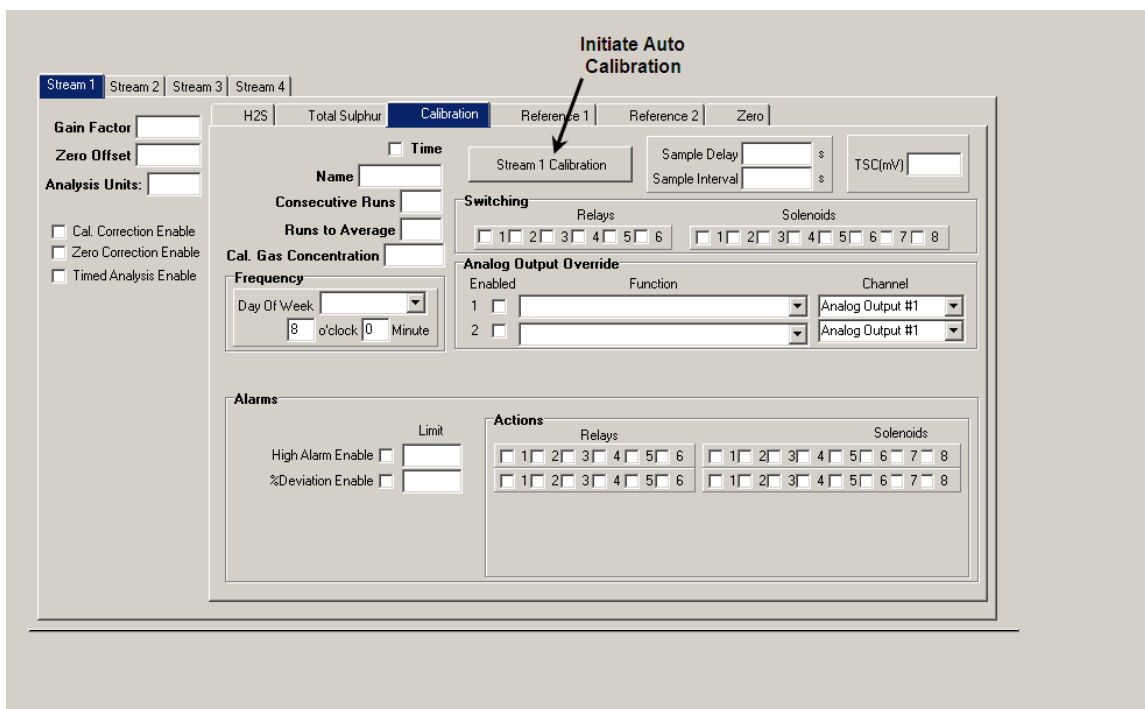 Initiate Auto
Calibration
Stream 1 Stream 2 Stream 3 Stream 4
Gain Factor
Zero Offset
Analysis Units:
Cal. Correction Enable
Zero Correction Enable
Timed Analysis Enable
H2S Total Sulphur Calibration Reference 1 Reference 2 Zero
Time
Name
Consecutive Runs
Runs to Average
Cal. Gas Concentration
Frequency
Day Of Week
8 o'clock 0 Minute
Stream 1 Calibration
Sample Delay s
Sample Interval s
TSC(mV)
Switching
Relays Solenoids
1 2 3 4 5 6 1 2 3 4 5 6 7 8
Analog Output Override
Enabled Function Channel
1 Analog Output #1
2 Analog Output #1
Alarms
Limit
High Alarm Enable
%Deviation Enable
Actions
Relays Solenoids
1 2 3 4 5 6 1 2 3 4 5 6 7 8
1 2 3 4 5 6 1 2 3 4 5 6 7 8